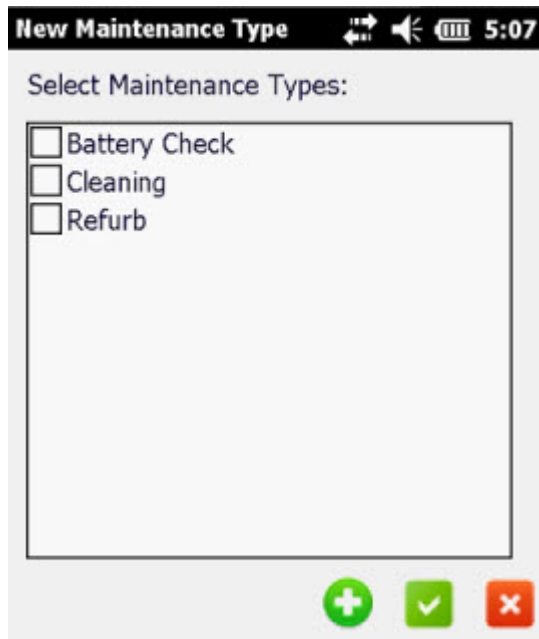 New Maintenance Type 5:07
Select Maintenance Types:
Battery Check
Cleaning
Refurb